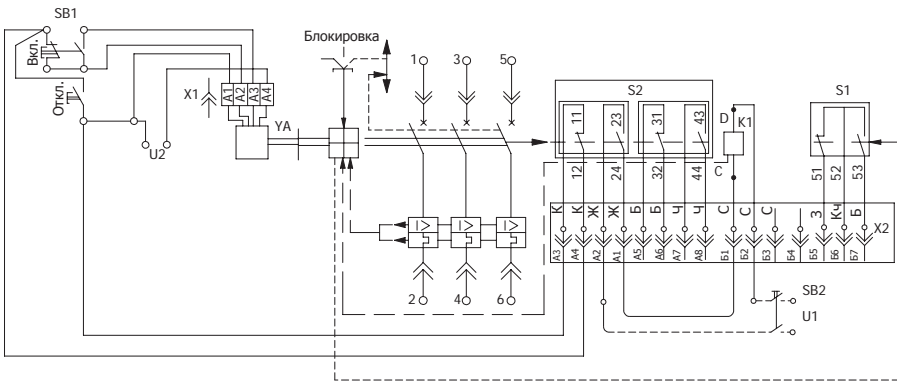 SB1
Вкл.
Откл.
U2
X1
A1
A2
A3
A4
YA
Блокировка
1
3
5
2
4
6
S2
11
23
31
43
12
24
32
44
D
K1
C
S1
51
52
53
К
К
Ж
Ж
Б
Б
Ч
Ч
С
С
С
З
Кч
Б
X2
А3
А4
А2
А1
А5
А6
А7
А8
Б1
Б2
Б3
Б4
Б5
Б6
Б7
SB2
U1
I>
I>
I>